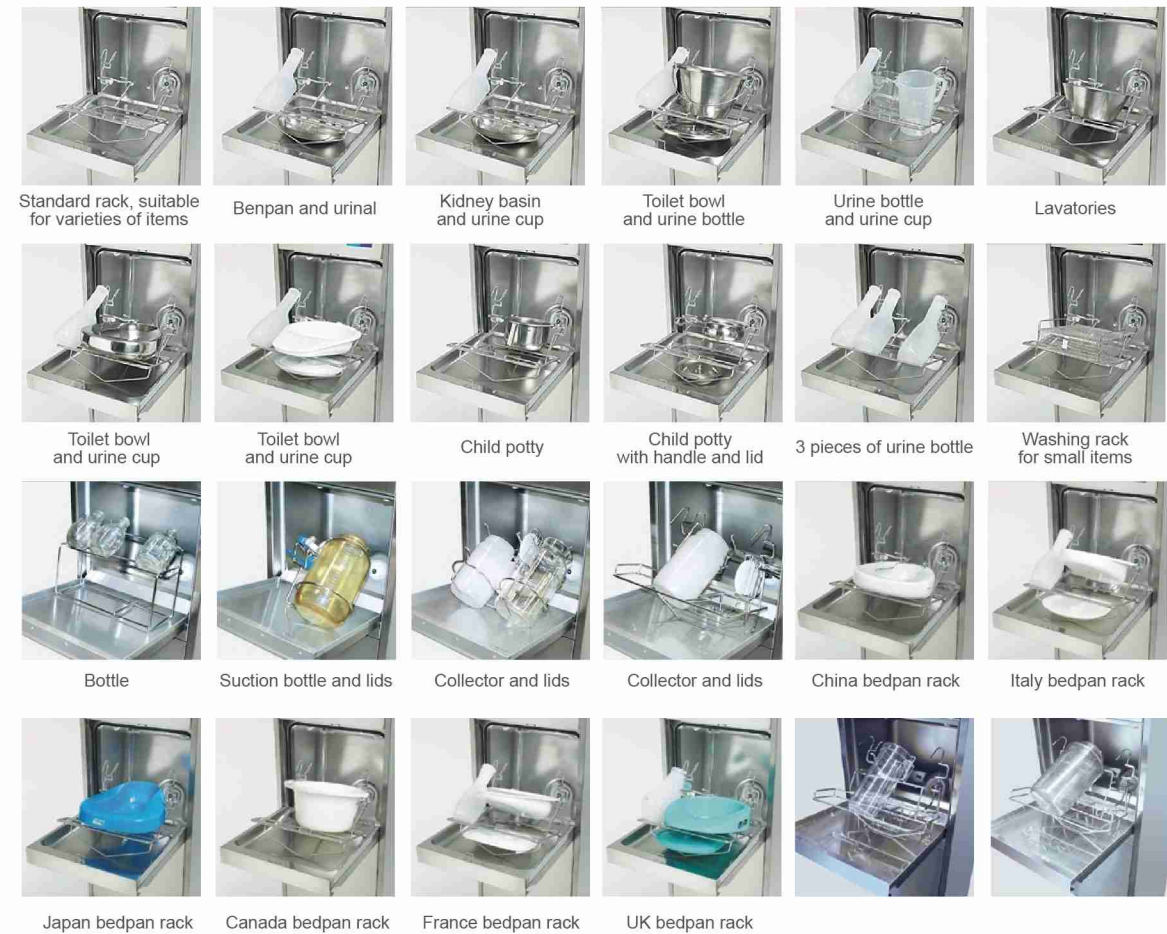 Standard rack, suitable
for varieties of items
Benpan and urinal
Kidney basin
and urine cup
Toilet bowl
and urine bottle
Urine bottle
and urine cup
Lavatories
Toilet bowl
and urine cup
Toilet bowl
and urine cup
Child potty
Child potty
with handle and lid
3 pieces of urine bottle
Washing rack
for small items
Bottle
Suction bottle and lids
Collector and lids
Collector and lids
China bedpan rack
Italy bedpan rack
Japan bedpan rack
Canada bedpan rack
France bedpan rack
UK bedpan rack